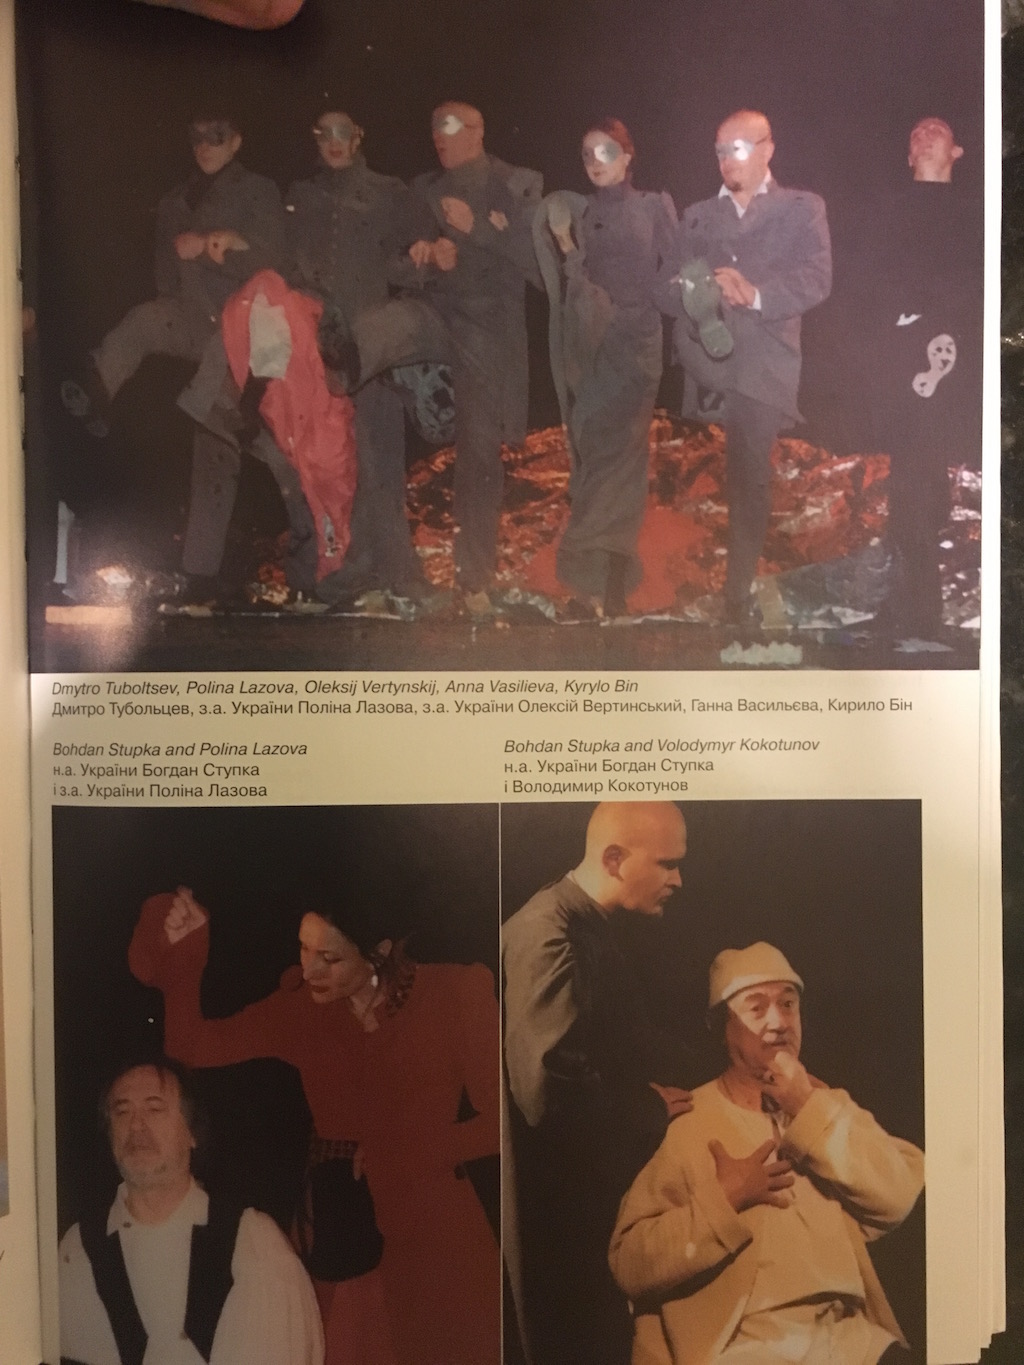 Dmytro Tuboltsev, Polina Lazova, Oleksij Vertynskij, Anna Vasilieva, Kyrylo Bin
Дмитро Тубольцев, з.а. України Поліна Лазова, з.а. України Олексій Вертинський, Ганна Васильєва, Кирило Бін
Bohdan Stupka and Polina Lazova
н.а. України Богдан Ступка
і з.а. України Поліна Лазова
Bohdan Stupka and Volodymyr Kokotunov
н.а. України Богдан Ступка
і Володимир Кокотунов